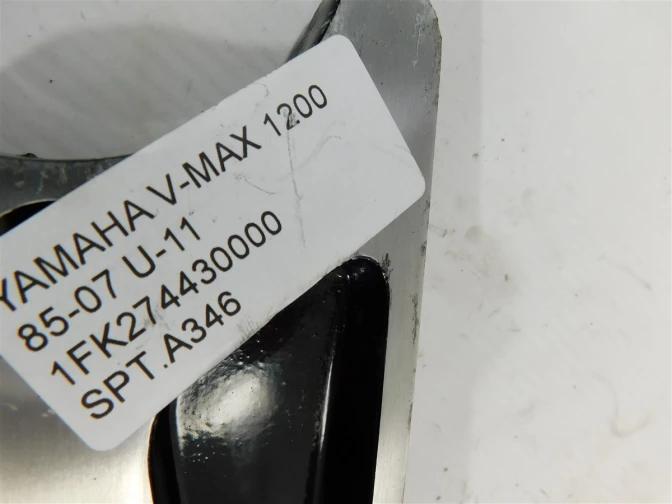 YAMAHA V-MAX 1200
85-07 U-11
1FK274430000
SPT.A346